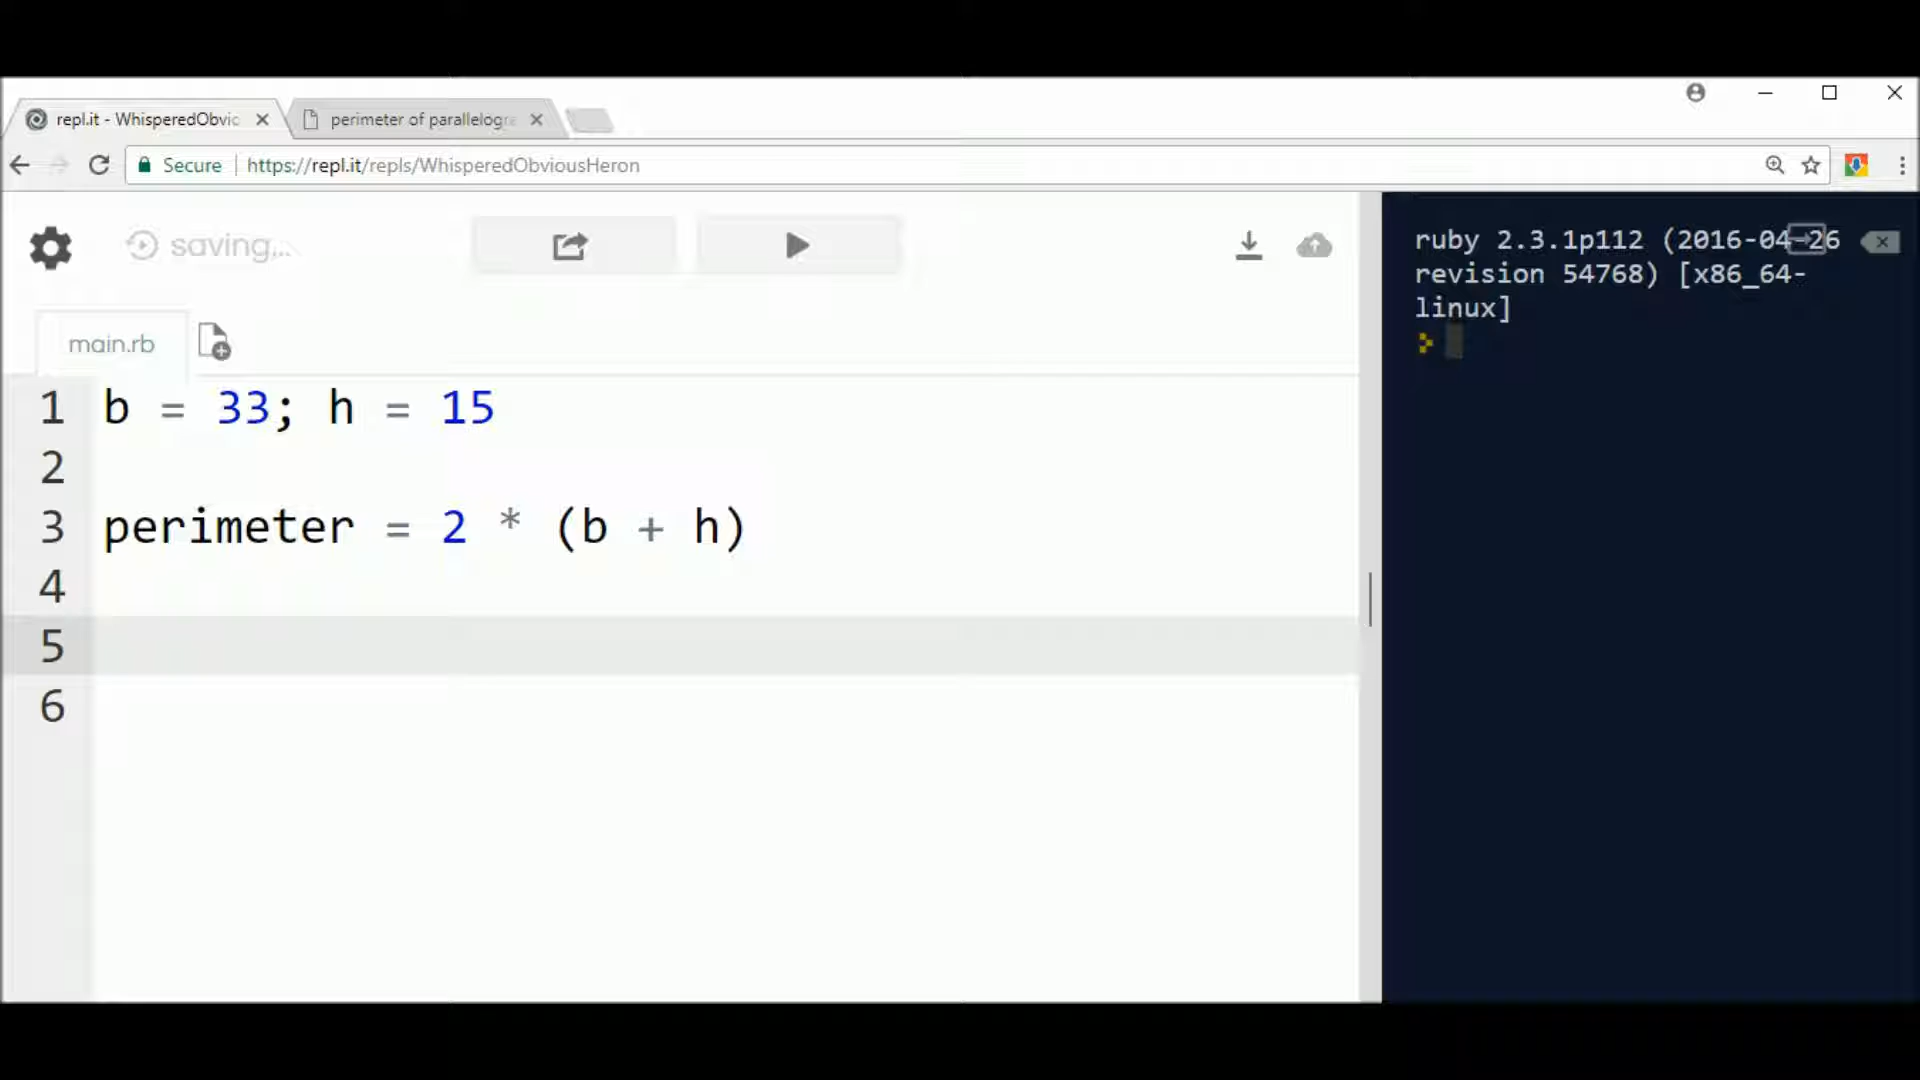 repl.it - WhisperedObvio
perimeter of parallelogr
Secure
https://repl.it/repls/WhisperedObviousHeron
saving...
main.rb
1 b = 33; h = 15
2
3 perimeter = 2 * (b + h)
4
5
6
ruby 2.3.1p112 (2016-04-26
revision 54768) [x86_64-
linux]